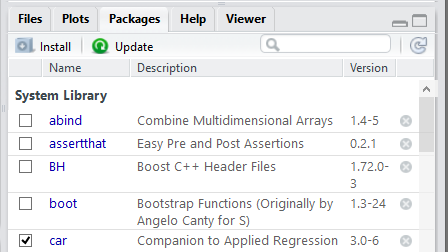 Files Plots Packages Help Viewer
Install Update
Name Description Version
System Library
abind Combine Multidimensional Arrays 1.4-5
assertthat Easy Pre and Post Assertions 0.2.1
BH Boost C++ Header Files 1.72.0-
3
boot Bootstrap Functions (Originally by 1.3-24
Angelo Canty for S)
car Companion to Applied Regression 3.0-6